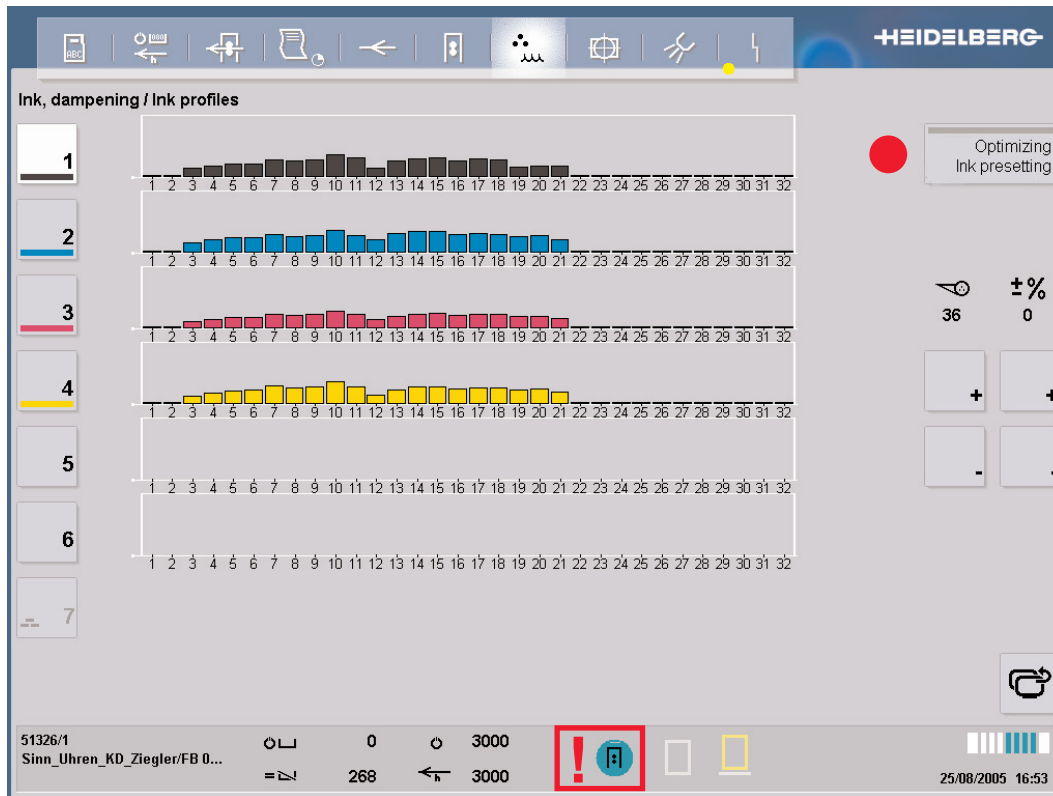 ABC
HEIDELBERG
Ink, dampening / Ink profiles
1
Optimizing
Ink presetting
1 2 3 4 5 6 7 8 9 10 11 12 13 14 15 16 17 18 19 20 21 22 23 24 25 26 27 28 29 30 31 32
2
1 2 3 4 5 6 7 8 9 10 11 12 13 14 15 16 17 18 19 20 21 22 23 24 25 26 27 28 29 30 31 32
3
±%
36 0
1 2 3 4 5 6 7 8 9 10 11 12 13 14 15 16 17 18 19 20 21 22 23 24 25 26 27 28 29 30 31 32
4
+ +
1 2 3 4 5 6 7 8 9 10 11 12 13 14 15 16 17 18 19 20 21 22 23 24 25 26 27 28 29 30 31 32
5
- -
1 2 3 4 5 6 7 8 9 10 11 12 13 14 15 16 17 18 19 20 21 22 23 24 25 26 27 28 29 30 31 32
6
1 2 3 4 5 6 7 8 9 10 11 12 13 14 15 16 17 18 19 20 21 22 23 24 25 26 27 28 29 30 31 32
7
51326/1 0 3000
Sinn_Uhren_KD_Ziegler/FB 0...
= 268 h 3000
!
25/08/2005 16:53